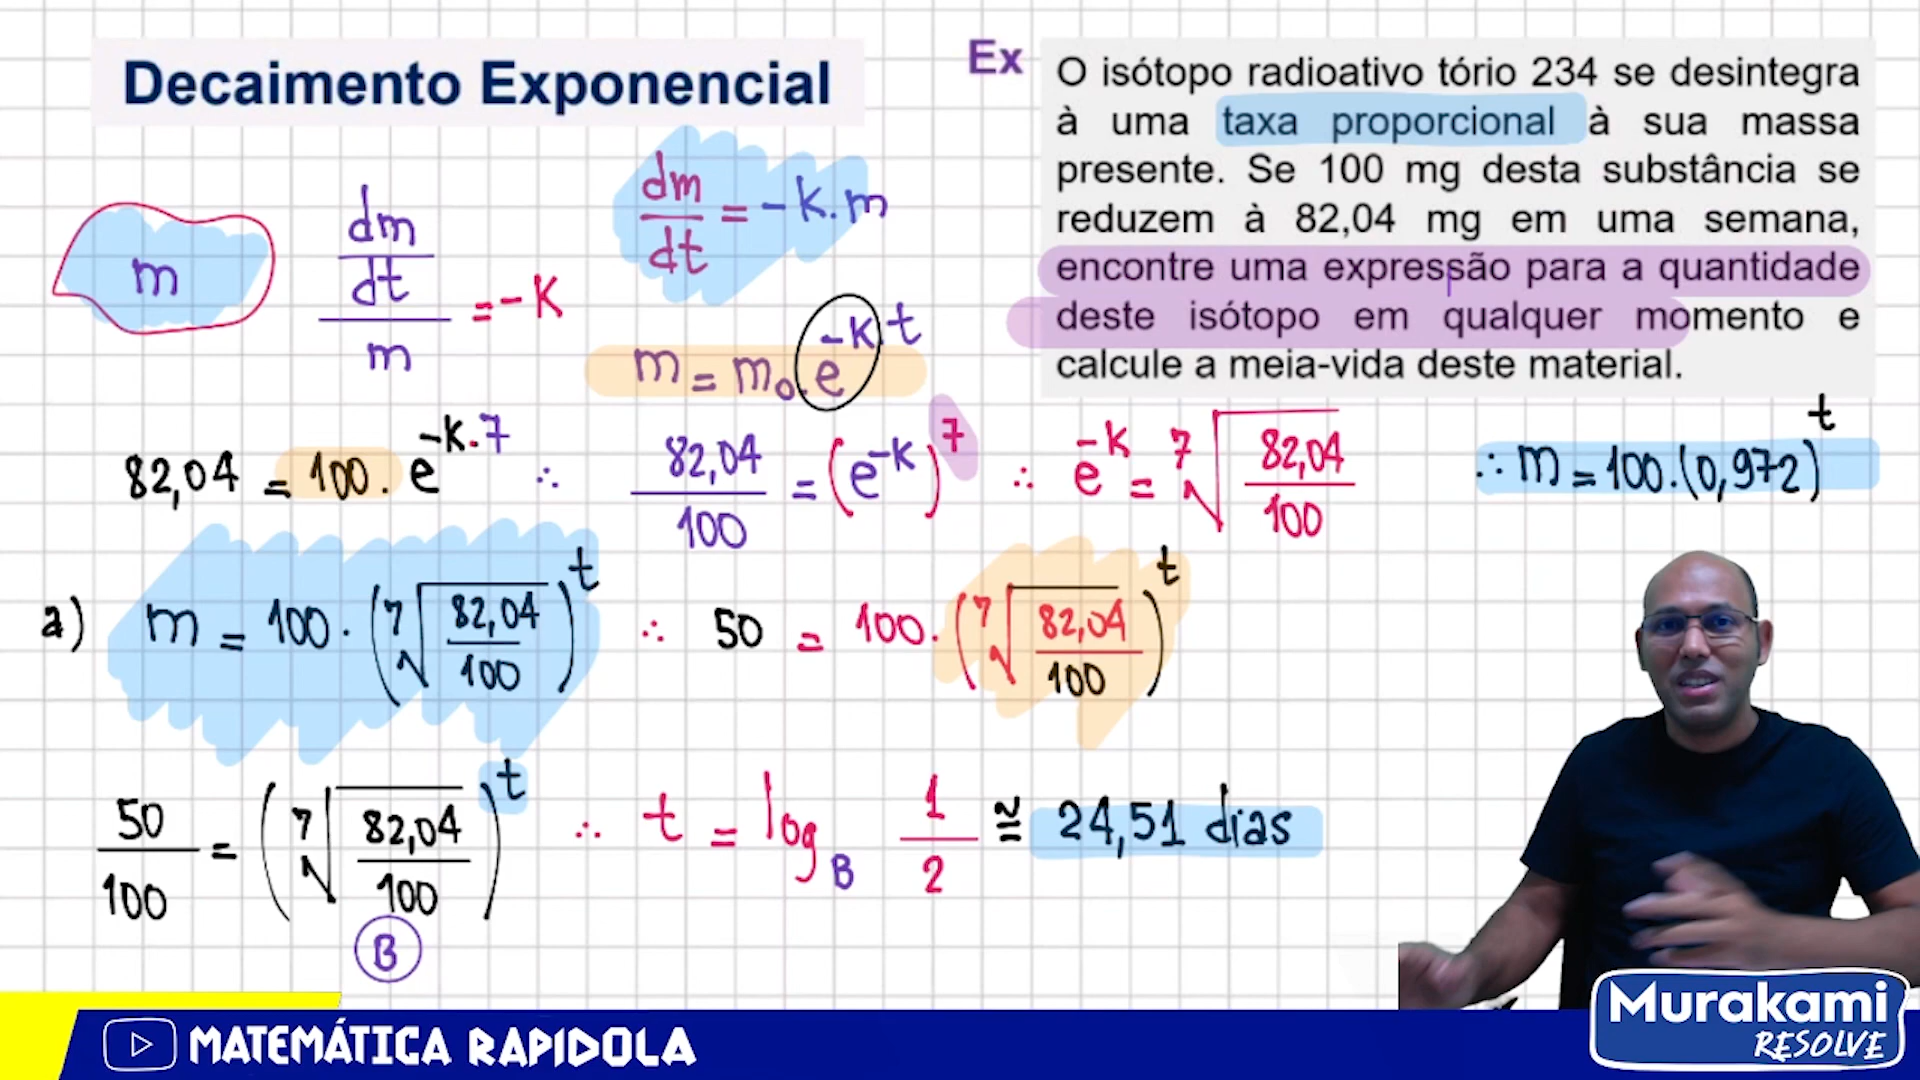 Decaimento Exponencial
Ex
O isótopo radioativo tório 234 se desintegra
à uma taxa proporcional à sua massa
presente. Se 100 mg desta substância se
reduzem à 82,04 mg em uma semana,
encontre uma expressão para a quantidade
deste isótopo em qualquer momento e
calcule a meia-vida deste material.
m
dm/dt / m = -K
dm/dt = -k.m
m = m₀.e^(-k.t)
82,04 = 100.e^(-k.7) ∴ 82,04/100 = (e^(-k))^7 ∴ e^(-k) = ⁷√(82,04/100) ∴ m = 100.(0,972)^t
a) m = 100.(⁷√(82,04/100))^t ∴ 50 = 100.(⁷√(82,04/100))^t
50/100 = (⁷√(82,04/100))^t ∴ t = log_B 1/2 ≅ 24,51 dias
B
MATEMÁTICA RAPIDOLA
Murakami
RESOLVE